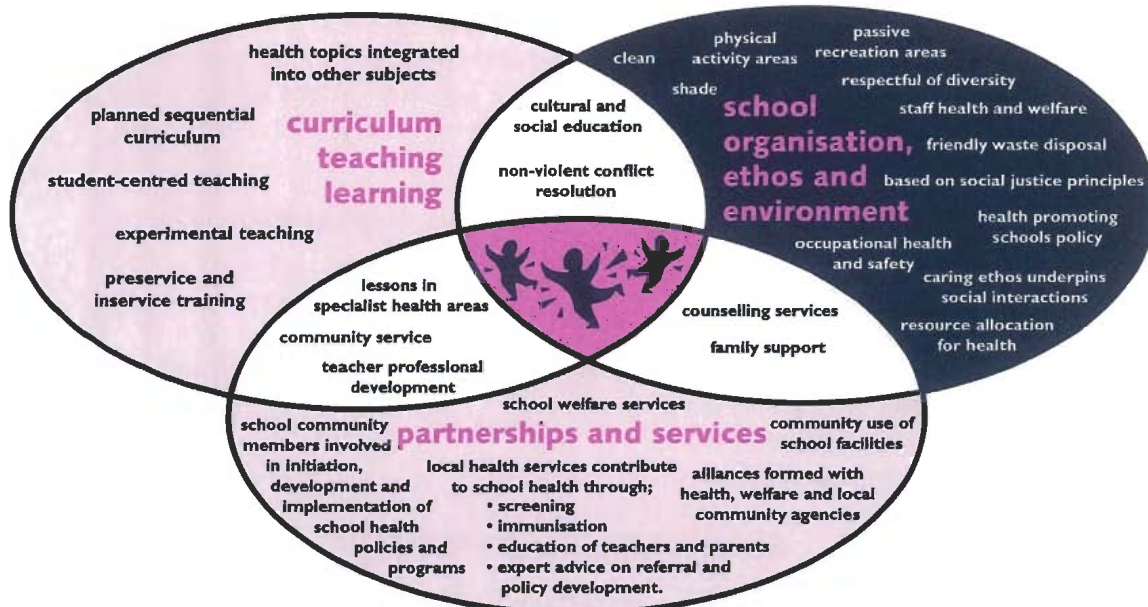 health topics integrated
into other subjects
planned sequential
curriculum
student-centred teaching
experimental teaching
preservice and
inservice training
curriculum
teaching
learning
cultural and
social education
non-violent conflict
resolution
clean
physical
activity areas
passive
recreation areas
shade
respectful of diversity
school
organisation,
ethos and
environment
staff health and welfare
friendly waste disposal
based on social justice principles
health promoting
schools policy
occupational health
and safety
caring ethos underpins
social interactions
resource allocation
for health
lessons in
specialist health areas
community service
teacher professional
development
counselling services
family support
school welfare services
partnerships and services
school community
members involved
in initiation,
development and
implementation of
school health
policies and
programs
local health services contribute
to school health through;
• screening
• immunisation
• education of teachers and parents
• expert advice on referral and
policy development.
community use of
school facilities
alliances formed with
health, welfare and local
community agencies